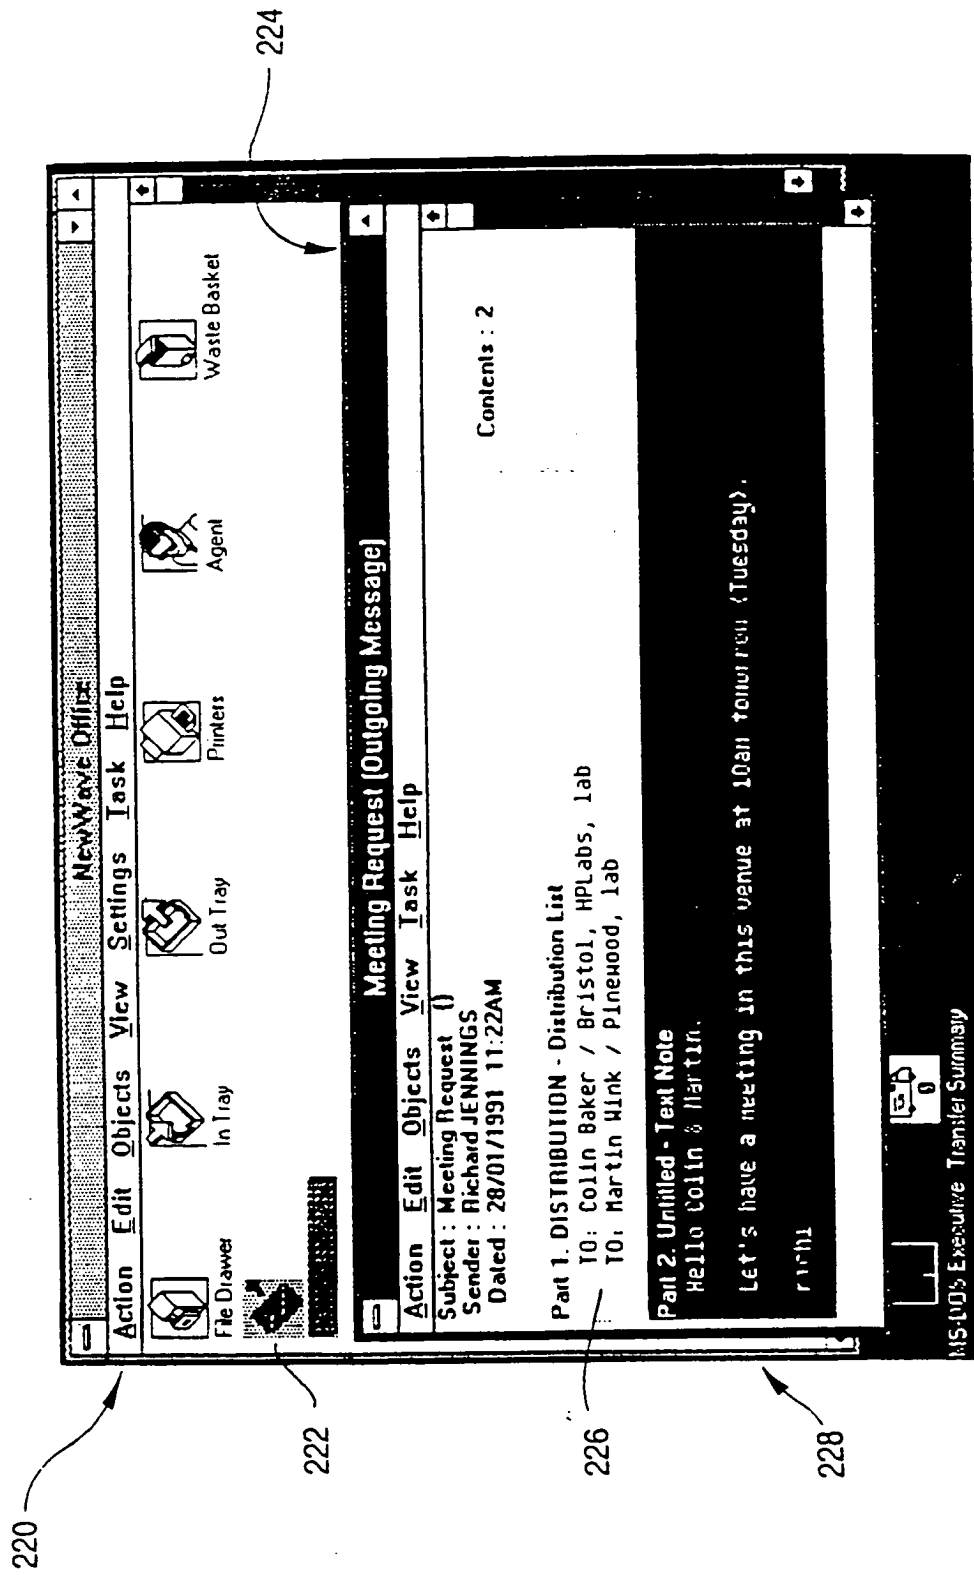 220
NewWave Office
Action Edit Objects View Settings Task Help
File Drawer In Tray Out Tray Printers Agent Waste Basket
222
224
Meeting Request (Outgoing Message)
Action Edit Objects View Task Help
Subject : Meeting Request ()
Sender : Richard JENNINGS
Dated : 28/01/1991 11:22AM
Contents : 2
Part 1. DISTRIBUTION - Distribution List
TO: Colin Baker / Bristol, HPLabs, lab
TO: Martin Wink / Pinewood, lab
226
Part 2. Untitled - Text Note
Hello Colin & Martin.
Let's have a meeting in this venue at 10am tomorrow (Tuesday).
228
MS-DOS Executive Transfer Summary